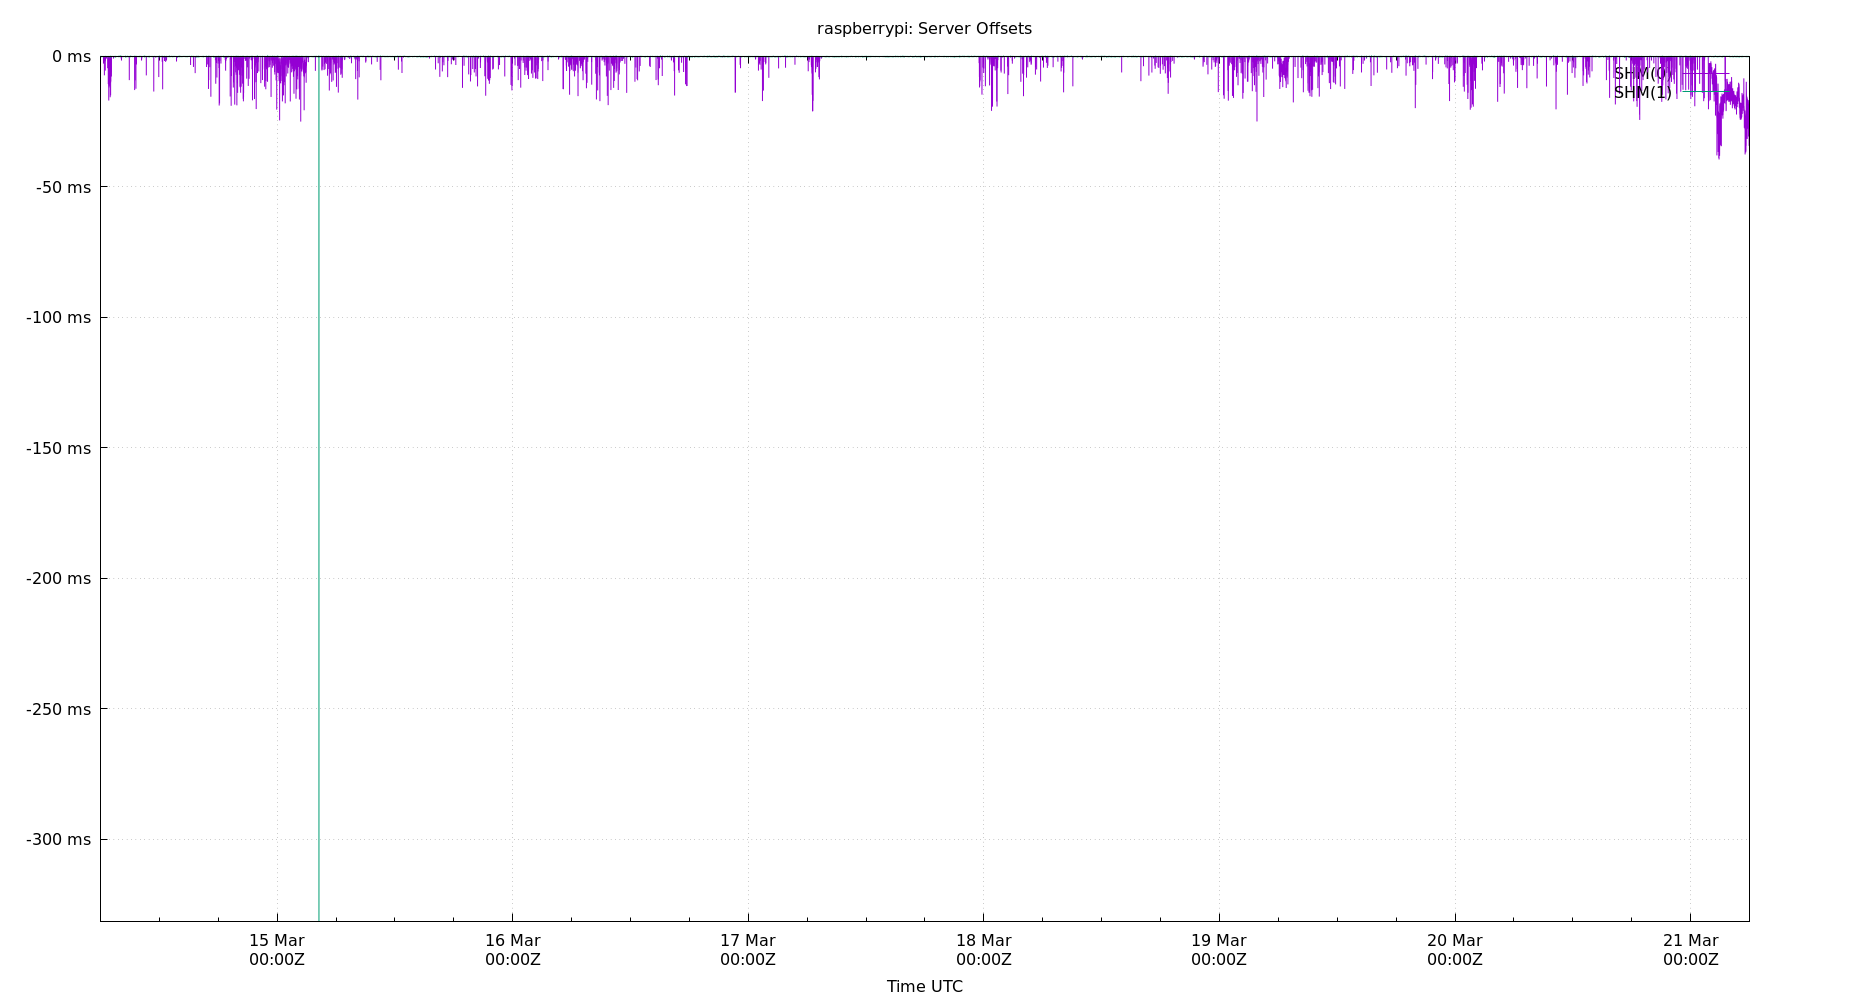 raspberrypi: Server Offsets
0 ms
SHM(0)
SHM(1)
-50 ms
-100 ms
-150 ms
-200 ms
-250 ms
-300 ms
15 Mar 16 Mar 17 Mar 18 Mar 19 Mar 20 Mar 21 Mar
00:00Z 00:00Z 00:00Z 00:00Z 00:00Z 00:00Z 00:00Z
Time UTC